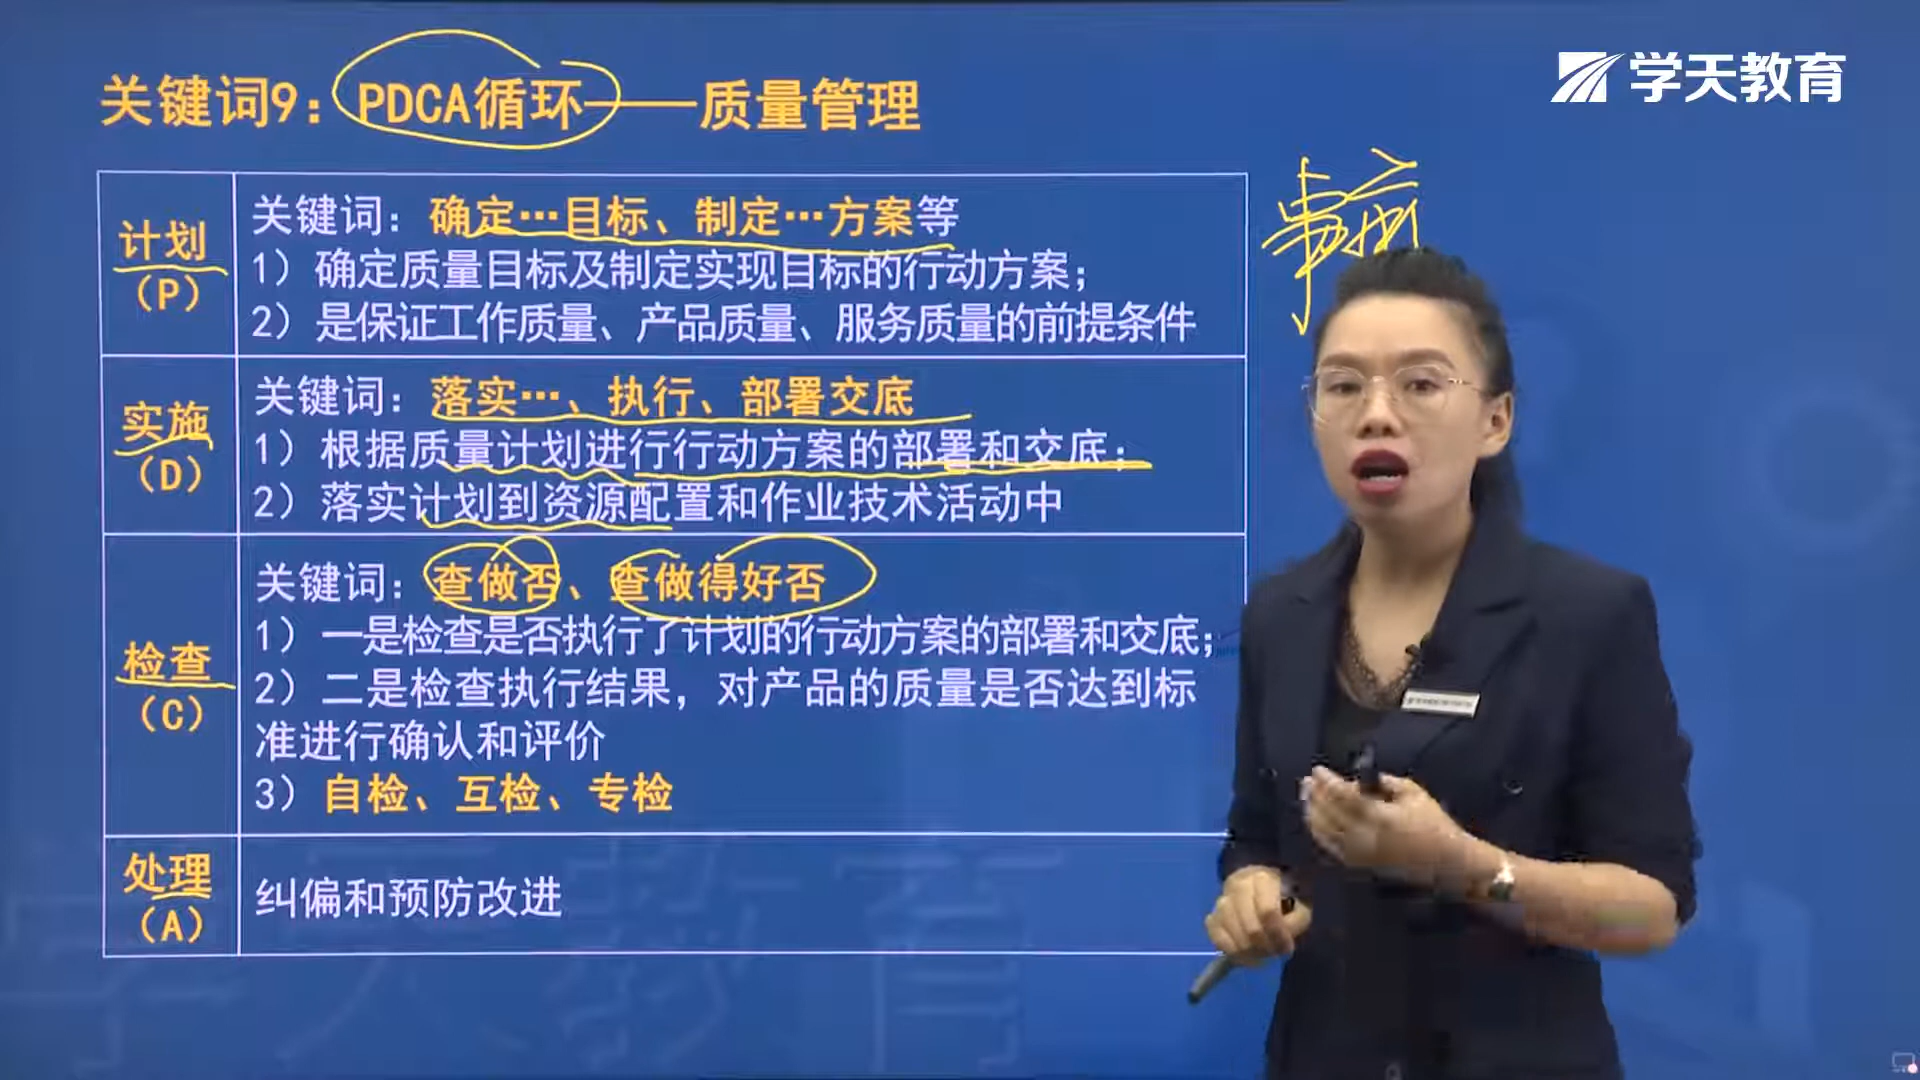 学天教育
关键词9：PDCA循环——质量管理
计划
（P）
关键词：确定…目标、制定…方案等
1）确定质量目标及制定实现目标的行动方案；
2）是保证工作质量、产品质量、服务质量的前提条件
实施
（D）
关键词：落实…、执行、部署交底
1）根据质量计划进行行动方案的部署和交底；
2）落实计划到资源配置和作业技术活动中
检查
（C）
关键词：查做否、查做得好否
1）一是检查是否执行了计划的行动方案的部署和交底；
2）二是检查执行结果，对产品的质量是否达到标
准进行确认和评价
3）自检、互检、专检
处理
（A）
纠偏和预防改进